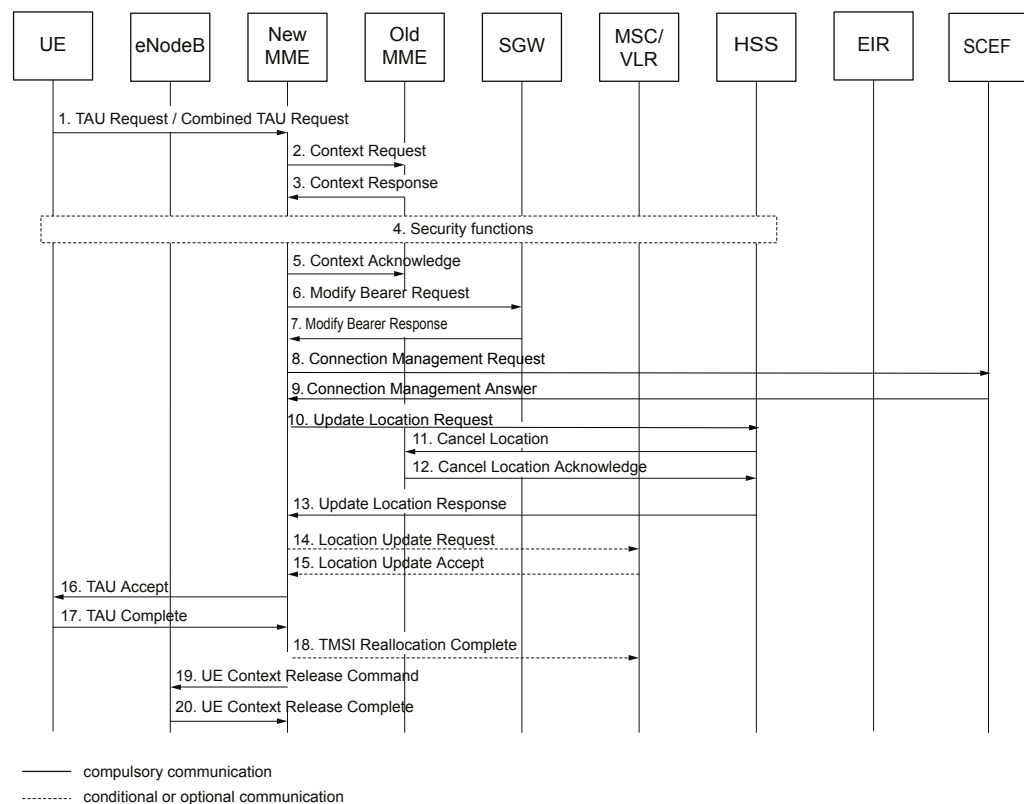 UE
eNodeB
New
MME
Old
MME
SGW
MSC/
VLR
HSS
EIR
SCEF
1. TAU Request / Combined TAU Request
2. Context Request
3. Context Response
4. Security functions
5. Context Acknowledge
6. Modify Bearer Request
7. Modify Bearer Response
8. Connection Management Request
9. Connection Management Answer
10. Update Location Request
11. Cancel Location
12. Cancel Location Acknowledge
13. Update Location Response
14. Location Update Request
15. Location Update Accept
16. TAU Accept
17. TAU Complete
18. TMSI Reallocation Complete
19. UE Context Release Command
20. UE Context Release Complete
compulsory communication
conditional or optional communication